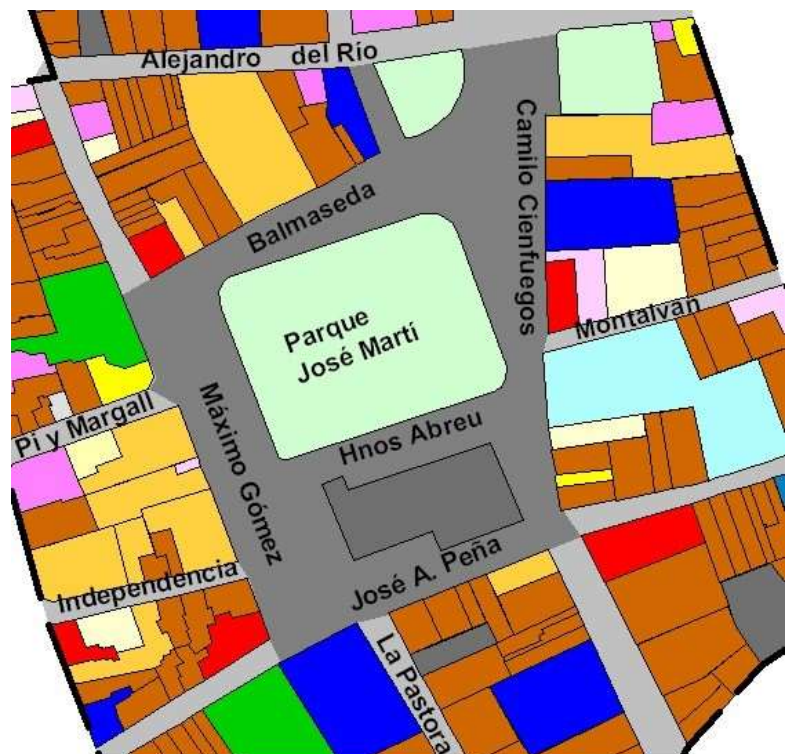 Alejandro del Río
Camilo Cienfuegos
Balmaseda
Parque
José Martí
Montalván
Máximo Gómez
Pi y Margall
Hnos Abreu
Independencia
José A. Peña
La Pastora